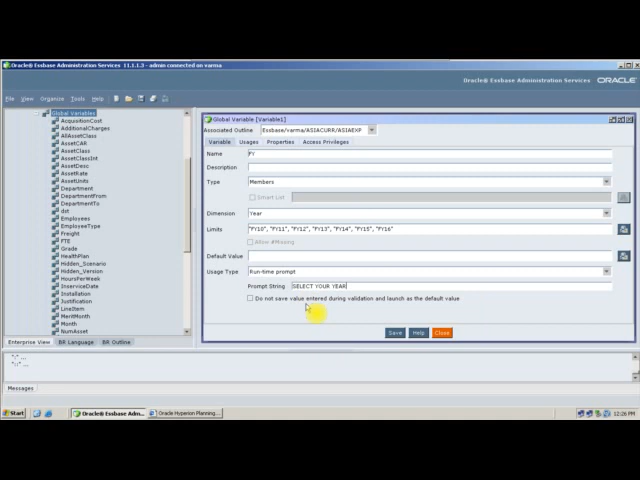 Oracle® Essbase Administration Services 11.1.1.3 - admin connected on varma
Oracle® Essbase Administration Services ORACLE
File View Organize Tools Help
Global Variables
AcquisitionCost
AdditionalCharges
AllAssetClass
AssetCAR
AssetClass
AssetClassInt
AssetDesc
AssetRate
AssetUnits
Department
DepartmentFrom
DepartmentTo
dst
Employees
EmployeeType
Freight
FTE
Grade
HealthPlan
Hidden_Scenario
Hidden_Version
HoursPerWeek
InserviceDate
Installation
Justification
LineItem
MeritMonth
Month
NumAsset
Enterprise View BR Language BR Outline
Global Variable [Variable1]
Associated Outline Essbase/varma/ASIACURR/ASIAEXP
Variable Usages Properties Access Privileges
Name FY
Description
Type Members
Smart List
Dimension Year
Limits "FY10", "FY11", "FY12", "FY13", "FY14", "FY15", "FY16"
Allow #Missing
Default Value
Usage Type Run-time prompt
Prompt String SELECT YOUR YEAR
Do not save value entered during validation and launch as the default value
Save Help Close
Messages
Start Oracle® Essbase Adm... Oracle Hyperion Planning... 12:26 PM